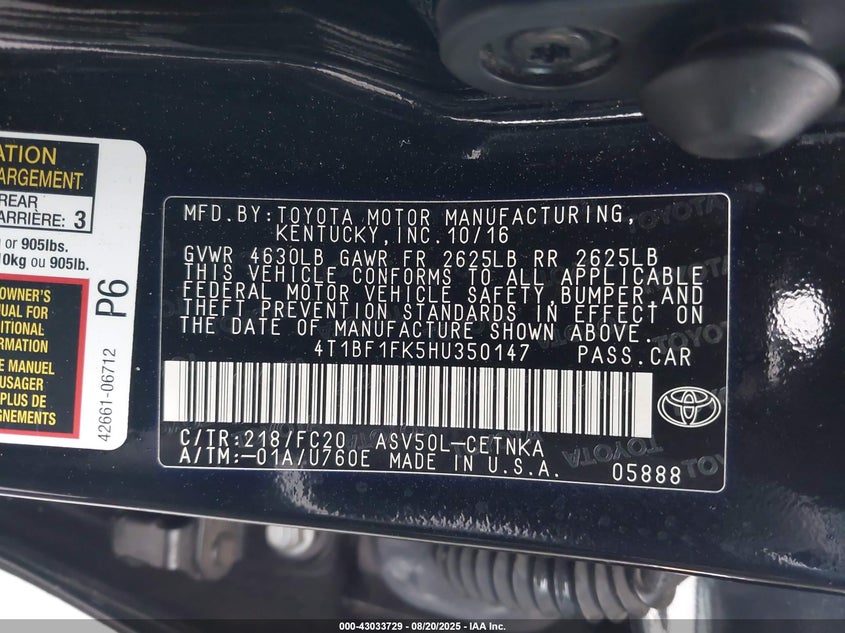 ATION
ARGEMENT
REAR
ARRIÈRE: 3
or 905lbs.
10kg ou 905lb.
OWNER'S
UAL FOR
ITIONAL
ORMATION
E MANUEL
USAGER
PLUS DE
GNEMENTS
P6
42661-06712
MFD.BY:TOYOTA MOTOR MANUFACTURING,
KENTUCKY,INC.10/16
GVWR 4630LB GAWR FR 2625LB RR 2625LB
THIS VEHICLE CONFORMS TO ALL APPLICABLE
FEDERAL MOTOR VEHICLE SAFETY,BUMPER,AND
THEFT PREVENTION STANDARDS IN EFFECT ON
THE DATE OF MANUFACTURE SHOWN ABOVE.
4T1BF1FK5HU350147 PASS.CAR
C/TR:218/FC20 ASV50L-CETNKA
A/TM:-01A/U760E MADE IN U.S.A.
05888
000-43033729 - 08/20/2025 - IAA Inc.